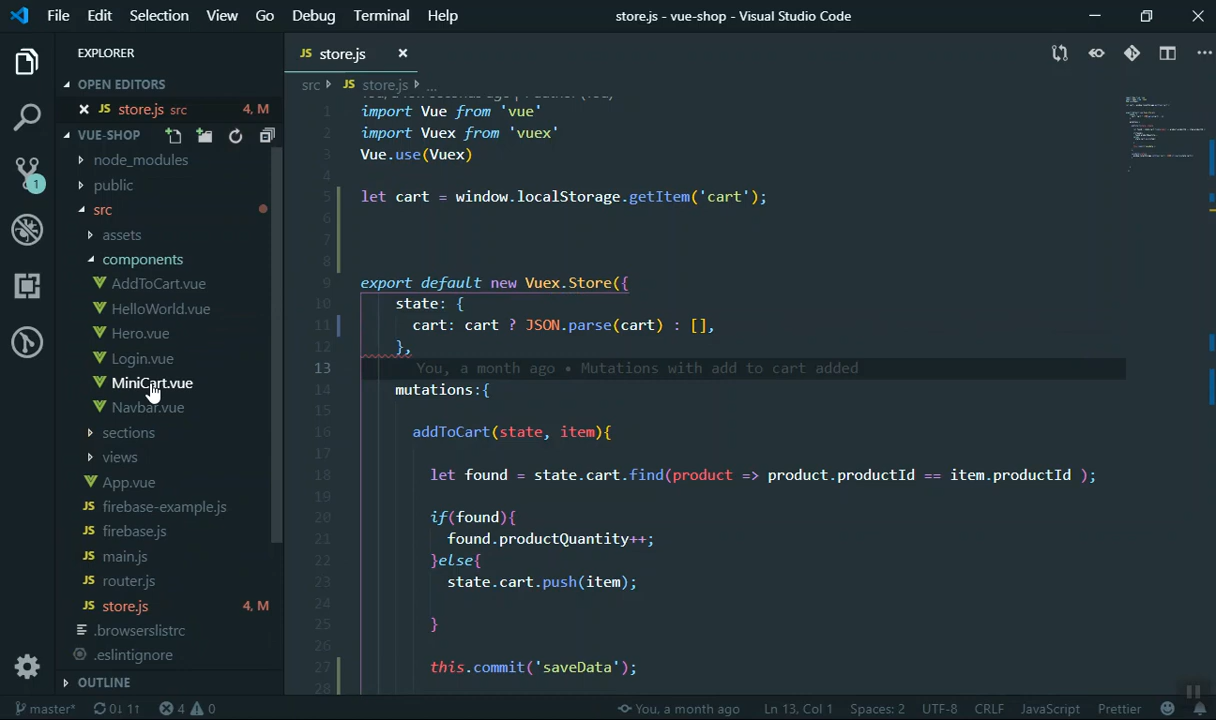 File Edit Selection View Go Debug Terminal Help
store.js - vue-shop - Visual Studio Code
EXPLORER
OPEN EDITORS
JS store.js src 4, M
VUE-SHOP
node_modules
public
src
assets
components
AddToCart.vue
HelloWorld.vue
Hero.vue
Login.vue
MiniCart.vue
Navbar.vue
sections
views
App.vue
JS firebase-example.js
JS firebase.js
JS main.js
JS router.js
JS store.js 4, M
.browserslistrc
.eslintignore
OUTLINE
1
JS store.js
src JS store.js ...
1 import Vue from 'vue'
2 import Vuex from 'vuex'
3 Vue.use(Vuex)
4
5 let cart = window.localStorage.getItem('cart');
6
7
8
9 export default new Vuex.Store({
10 state: {
11 cart: cart ? JSON.parse(cart) : [],
12 },
13 You, a month ago • Mutations with add to cart added
14 mutations:{
15
16 addToCart(state, item){
17
18 let found = state.cart.find(product => product.productId == item.productId );
19
20 if(found){
21 found.productQuantity++;
22 }else{
23 state.cart.push(item);
24
25 }
26
27 this.commit('saveData');
28
master* 0↓ 1↑ 4 0
You, a month ago Ln 13, Col 1 Spaces: 2 UTF-8 CRLF JavaScript Prettier